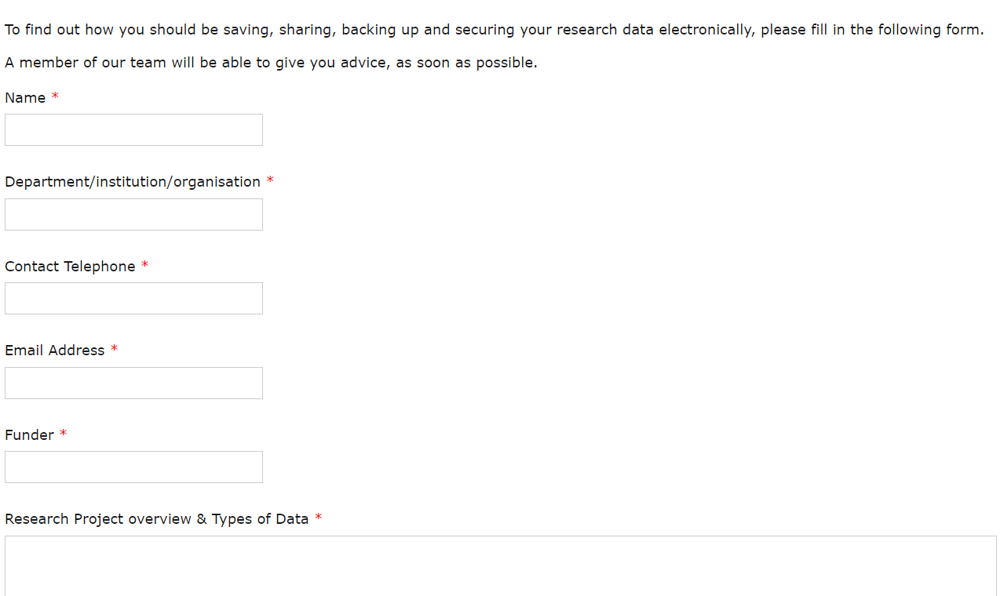 To find out how you should be saving, sharing, backing up and securing your research data electronically, please fill in the following form.
A member of our team will be able to give you advice, as soon as possible.
Name *
Department/institution/organisation *
Contact Telephone *
Email Address *
Funder *
Research Project overview & Types of Data *